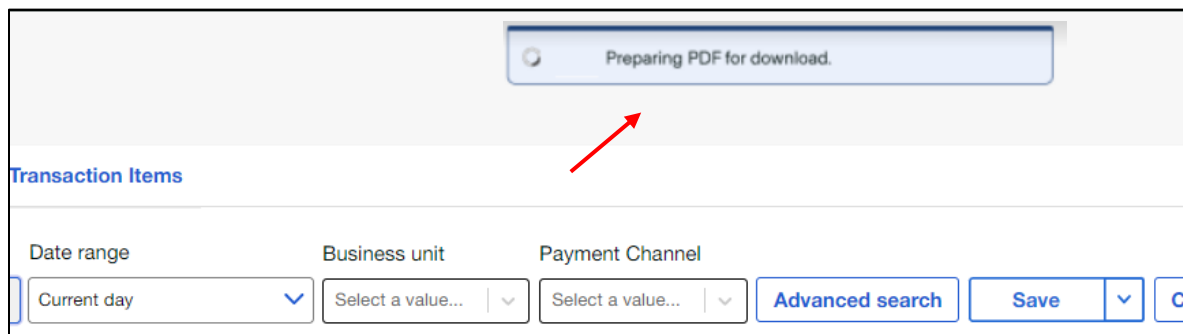 Preparing PDF for download.
Transaction Items
Date range Business unit Payment Channel
Current day Select a value... Select a value... Advanced search Save